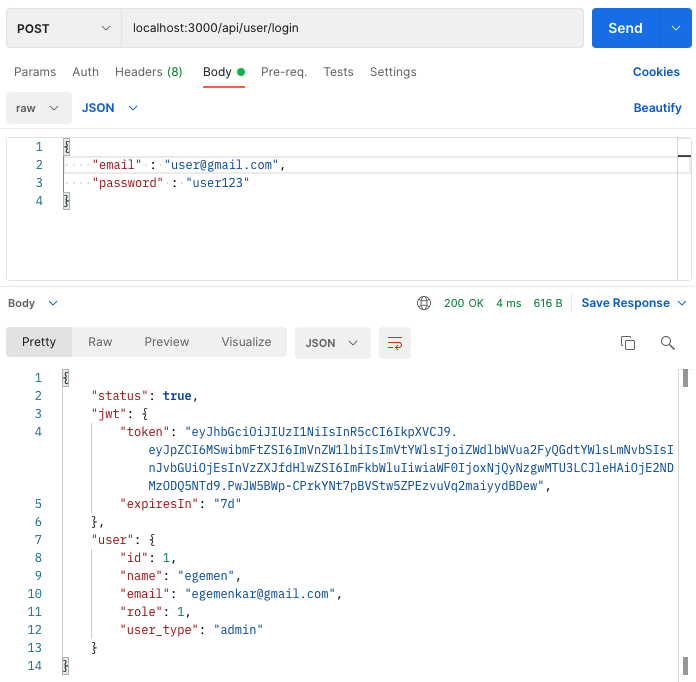 POST localhost:3000/api/user/login Send
Params Auth Headers (8) Body Pre-req. Tests Settings Cookies
raw JSON Beautify
1 {
2 "email" : "user@gmail.com",
3 "password" : "user123"
4 }
Body 200 OK 4 ms 616 B Save Response
Pretty Raw Preview Visualize JSON
1 {
2 "status": true,
3 "jwt": {
4 "token": "eyJhbGciOiJIUzI1NiIsInR5cCI6IkpXVCJ9.
eyJpZCI6MSwibmFtZSI6ImVnZW1lbiIsImVtYWlsIjoiZWdlbWVua2FyQGdtYWlsLmNvbSIsI
nJvbGUiOjEsInVzZXJfdHlwZSI6ImFkbWluIiwiaWF0IjoxNjQyNzgwMTU3LCJleHAiOjE2ND
MzODQ5NTd9.PwJW5BWp-CPrkYNt7pBVStw5ZPEzvuVq2maiyydBDew",
5 "expiresIn": "7d"
6 },
7 "user": {
8 "id": 1,
9 "name": "egemen",
10 "email": "egemenkar@gmail.com",
11 "role": 1,
12 "user_type": "admin"
13 }
14 }